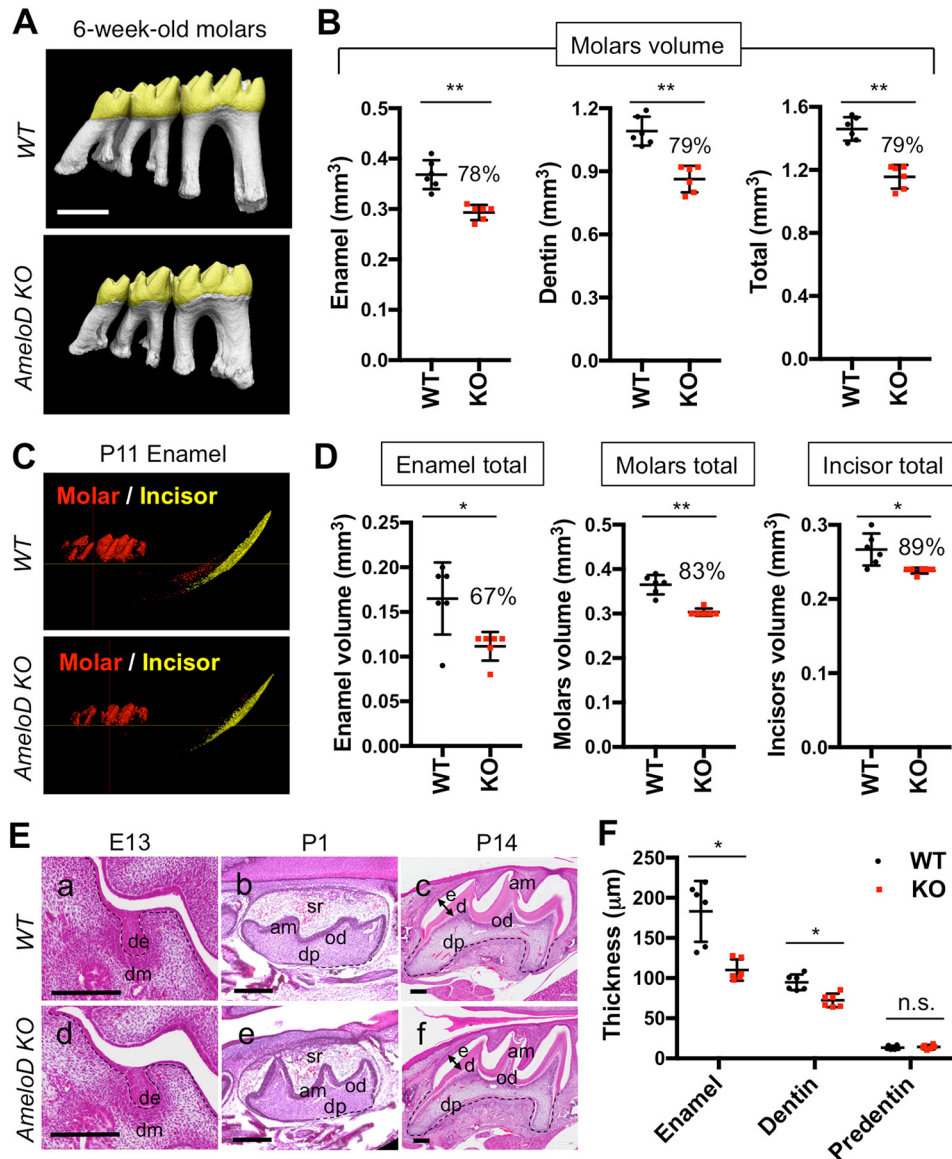 A
6-week-old molars
WT
AmeloD KO
B
Molars volume
Enamel (mm³)
0.5
0.4
0.3
0.2
0.1
0.0
**
78%
WT
KO
Dentin (mm³)
1.2
0.9
0.6
0.3
0.0
**
79%
WT
KO
Total (mm³)
1.6
1.2
0.8
0.4
0.0
**
79%
WT
KO
C
P11 Enamel
WT
Molar / Incisor
AmeloD KO
Molar / Incisor
D
Enamel total
Enamel volume (mm³)
0.25
0.20
0.15
0.10
0.05
0.00
*
67%
WT
KO
Molars total
Molars volume (mm³)
0.5
0.4
0.3
0.2
0.1
0.0
**
83%
WT
KO
Incisor total
Incisors volume (mm³)
0.3
0.2
0.1
0.0
*
89%
WT
KO
E
E13
P1
P14
WT
a
de
dm
b
sr
am
od
dp
c
e
d
am
od
dp
AmeloD KO
d
de
dm
e
sr
am
od
dp
f
e
d
am
od
dp
F
Thickness (µm)
250
200
150
100
50
0
*
*
n.s.
WT
KO
Enamel
Dentin
Predentin